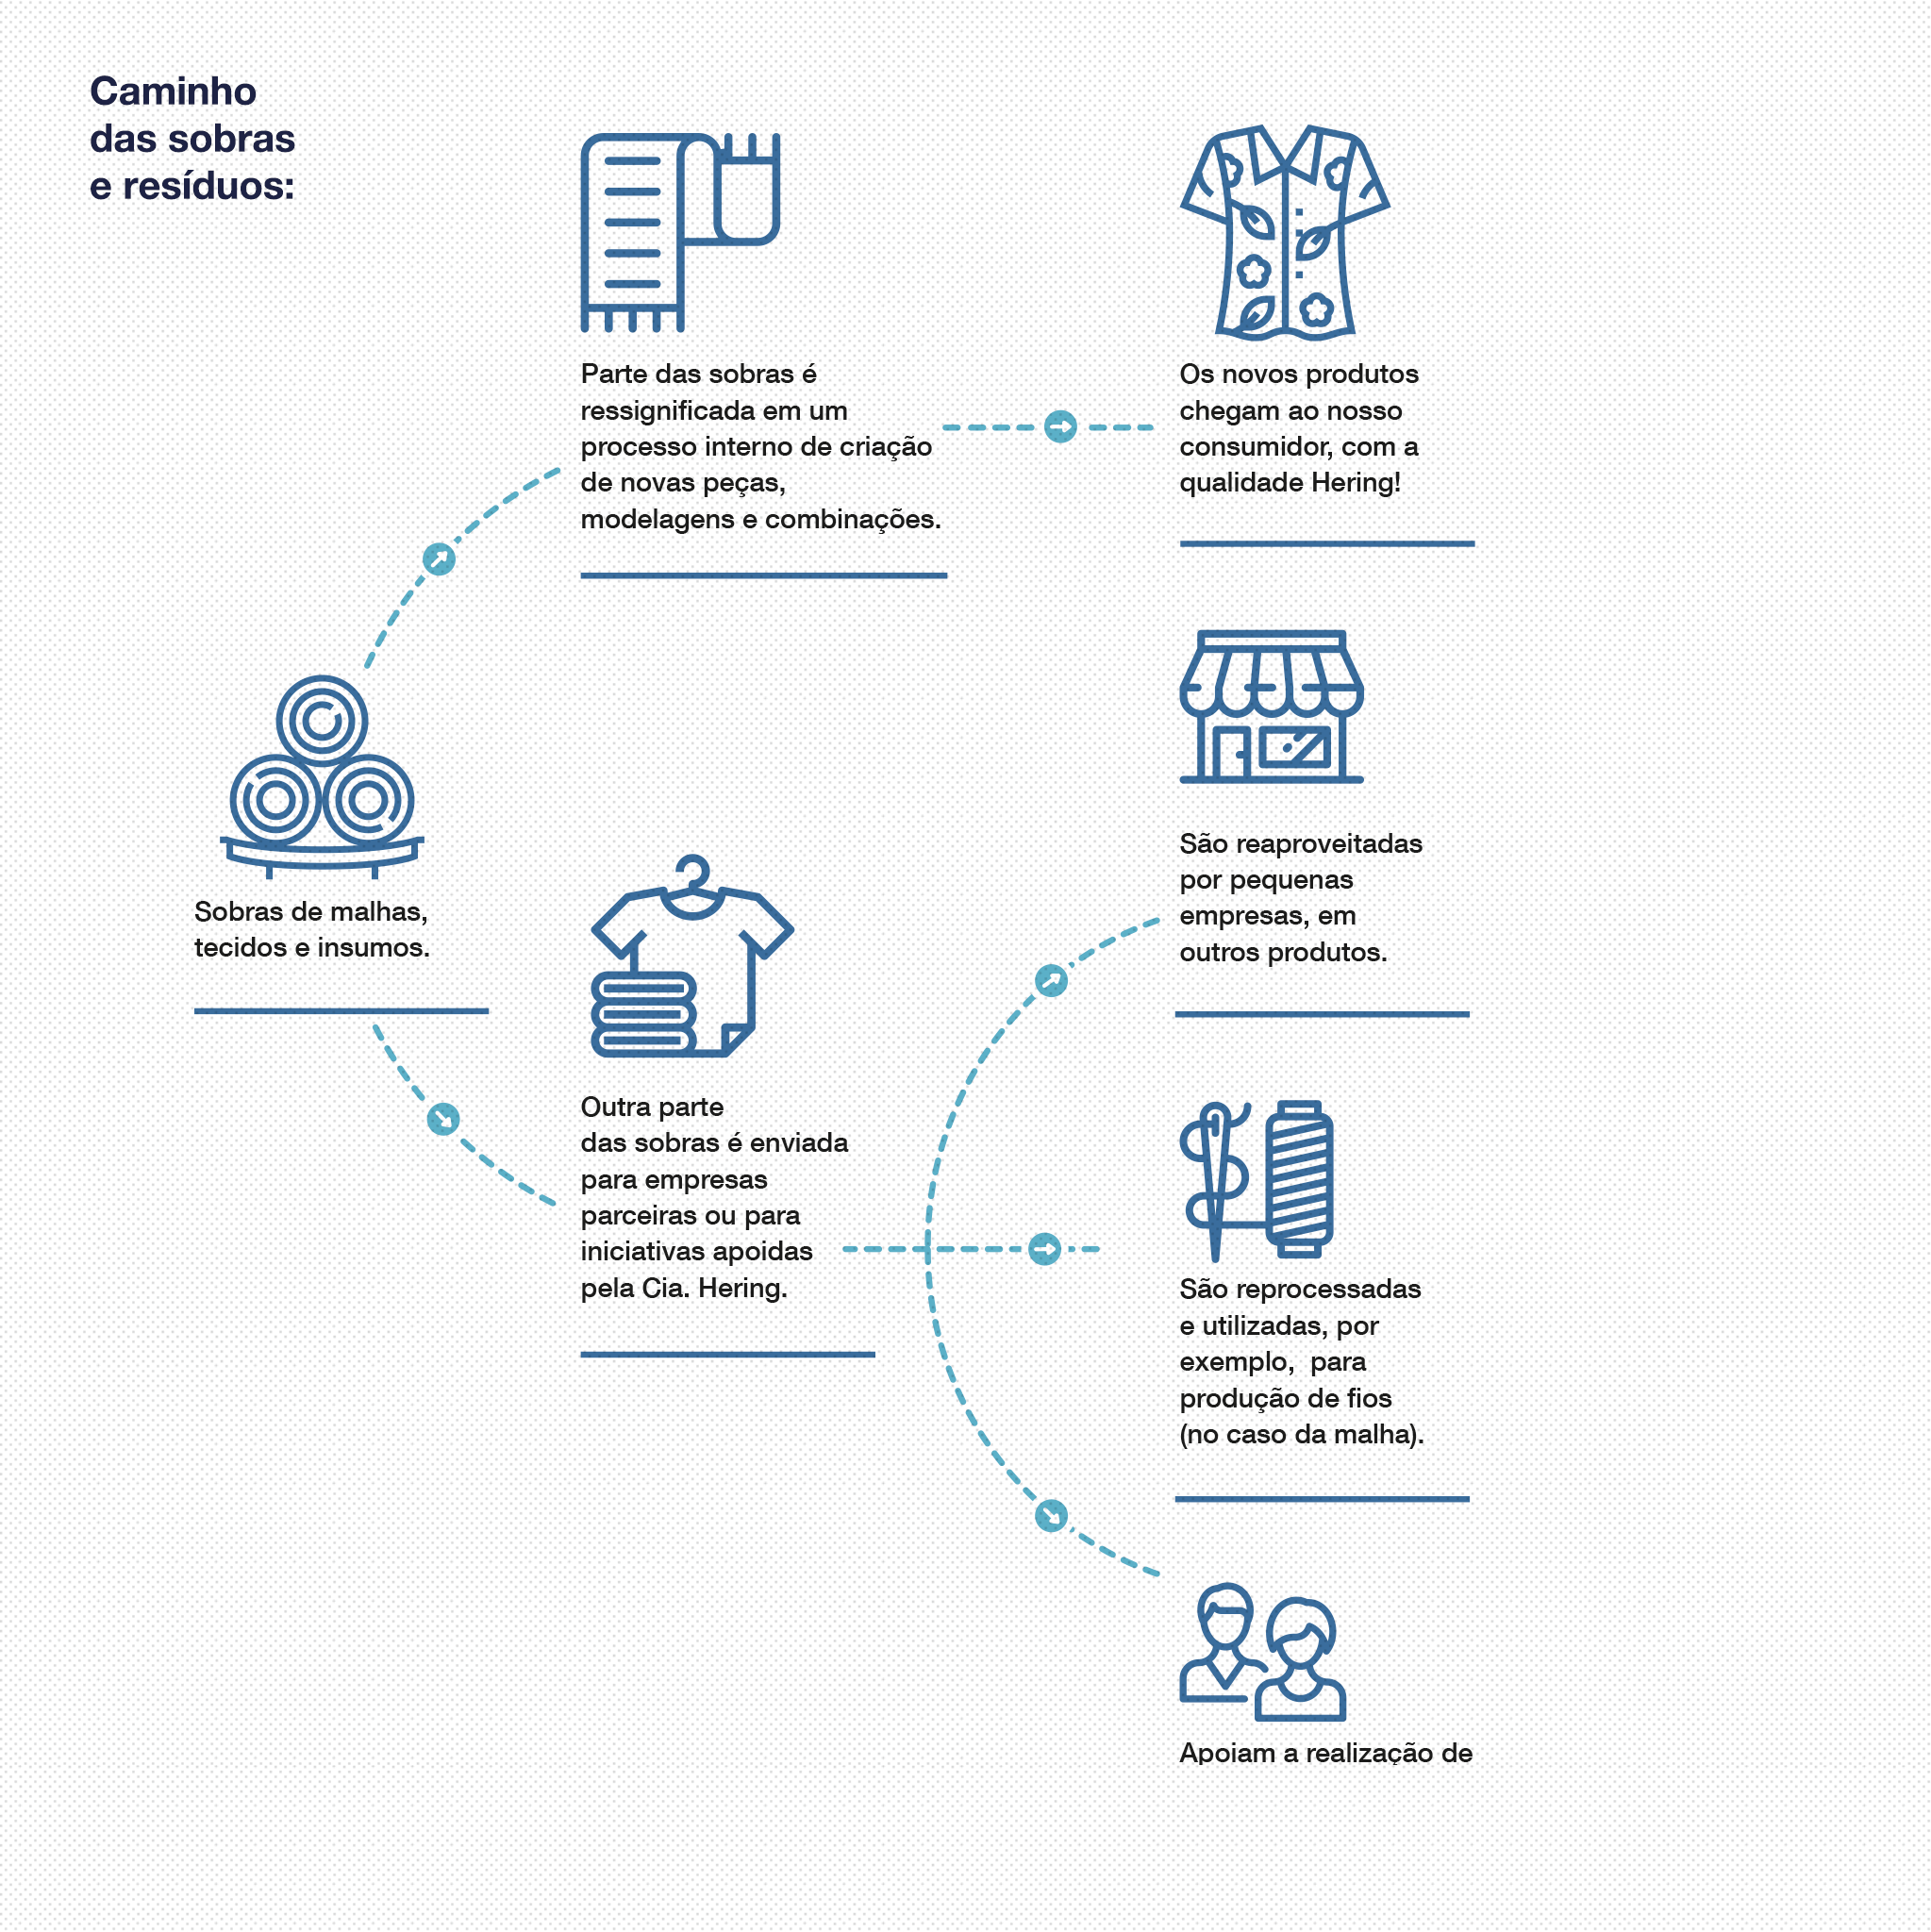 Caminho
das sobras
e resíduos:
Parte das sobras é
ressignificada em um
processo interno de criação
de novas peças,
modelagens e combinações.
Os novos produtos
chegam ao nosso
consumidor, com a
qualidade Hering!
Sobras de malhas,
tecidos e insumos.
São reaproveitadas
por pequenas
empresas, em
outros produtos.
Outra parte
das sobras é enviada
para empresas
parceiras ou para
iniciativas apoidas
pela Cia. Hering.
São reprocessadas
e utilizadas, por
exemplo,  para
produção de fios
(no caso da malha).
Apoiam a realização de